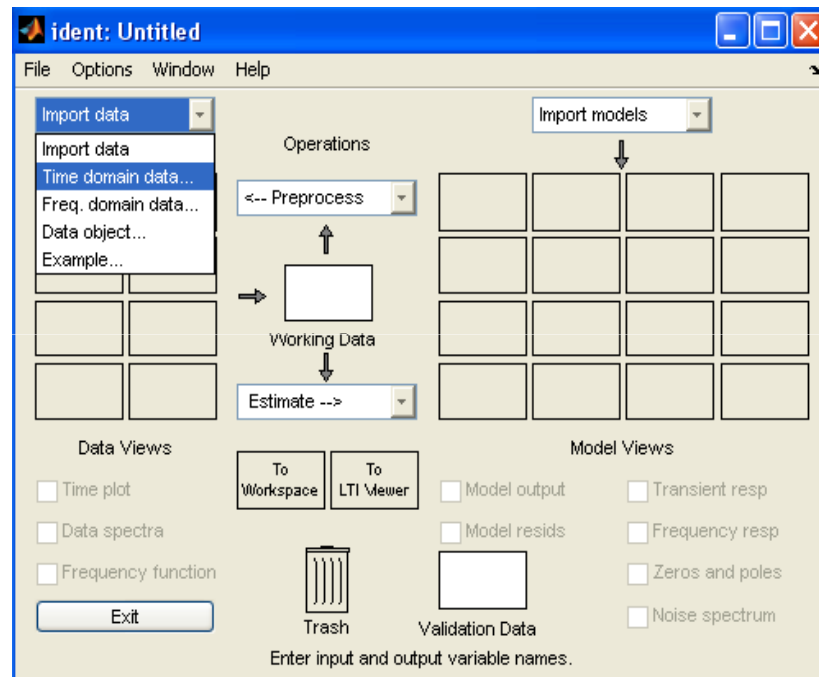 ident: Untitled
File Options Window Help
Import data
Import data
Time domain data...
Freq. domain data...
Data object...
Example...
Operations
<-- Preprocess
Working Data
Estimate -->
Import models
Data Views
Time plot
Data spectra
Frequency function
Exit
To Workspace
To LTI Viewer
Trash
Model Views
Model output
Transient resp
Model resids
Frequency resp
Zeros and poles
Noise spectrum
Validation Data
Enter input and output variable names.